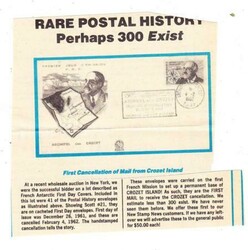 RARE POSTAL HISTORY
Perhaps 300 Exist
First Cancellation of Mail from Crozet Island
At a recent wholesale auction in New York, we
were the successful bidder on a lot described as
French Antarctic First Day Covers. Included in
this lot were 41 of the Postal History envelopes
as illustrated above. Showing Scott #21, they
are on cacheted First Day envelopes. First day of
issue was December 26, 1961, and these are
cancelled February 4, 1962. The handstamped
cancellation tells the story.
These envelopes were carried on the first
French Mission to set up a permanent base of
CROZET ISLAND! As such, they are the FIRST
MAIL to receive the CROZET cancellation. We
estimate less than 300 exist. We have never
seen them before. We offer these first to our
New Stamp News customers. If we have any left-
over we will advertise these to the general public
for $50.00 each!